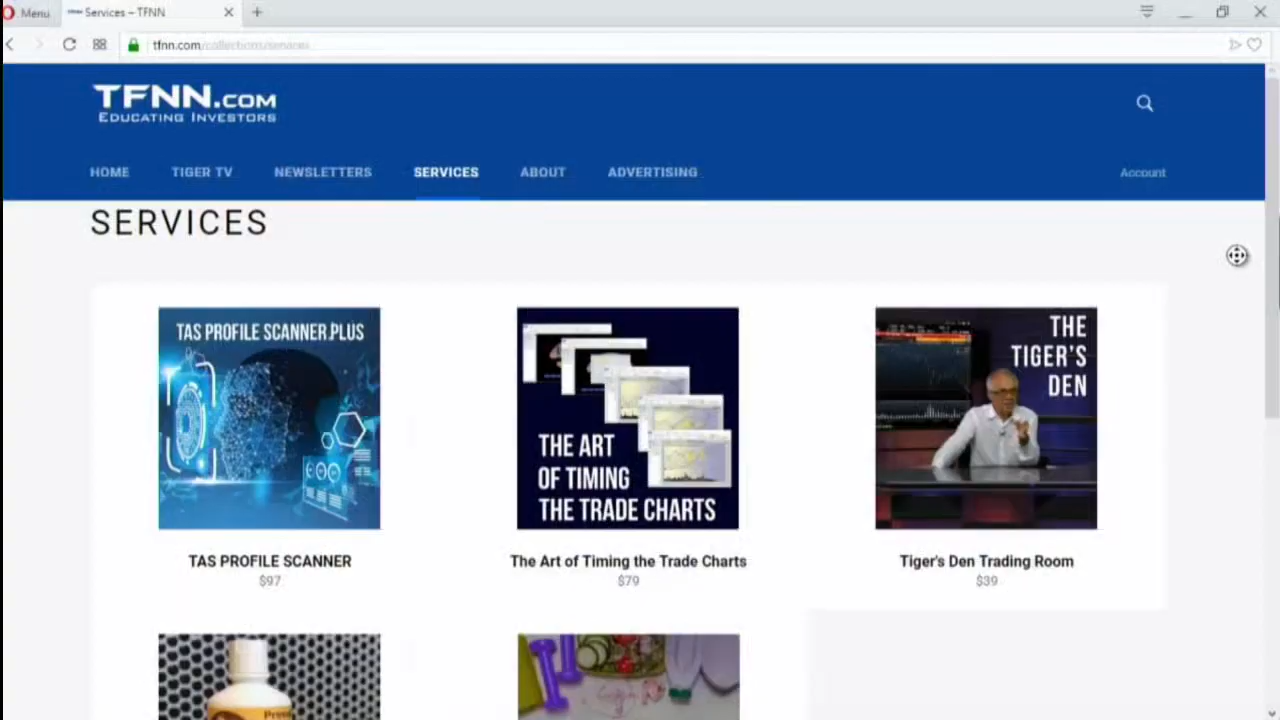 Menu
Services – TFNN
tfnn.com/collections/services
TFNN.COM
EDUCATING INVESTORS
HOME TIGER TV NEWSLETTERS SERVICES ABOUT ADVERTISING Account
SERVICES
TAS PROFILE SCANNER PLUS
THE ART
OF TIMING
THE TRADE CHARTS
THE
TIGER'S
DEN
TAS PROFILE SCANNER
$97
The Art of Timing the Trade Charts
$79
Tiger's Den Trading Room
$39